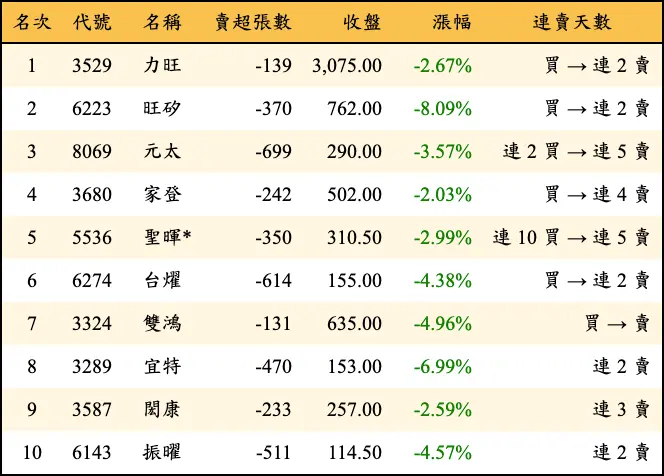 名次 代號 名稱 賣超張數 收盤 漲幅 連賣天數
1 3529 力旺 -139 3,075.00 -2.67% 買 → 連 2 賣
2 6223 旺矽 -370 762.00 -8.09% 買 → 連 2 賣
3 8069 元太 -699 290.00 -3.57% 連 2 買 → 連 5 賣
4 3680 家登 -242 502.00 -2.03% 買 → 連 4 賣
5 5536 聖暉* -350 310.50 -2.99% 連 10 買 → 連 5 賣
6 6274 台燿 -614 155.00 -4.38% 買 → 連 2 賣
7 3324 雙鴻 -131 635.00 -4.96% 買 → 賣
8 3289 宜特 -470 153.00 -6.99% 連 2 賣
9 3587 閎康 -233 257.00 -2.59% 連 3 賣
10 6143 振曜 -511 114.50 -4.57% 連 2 賣